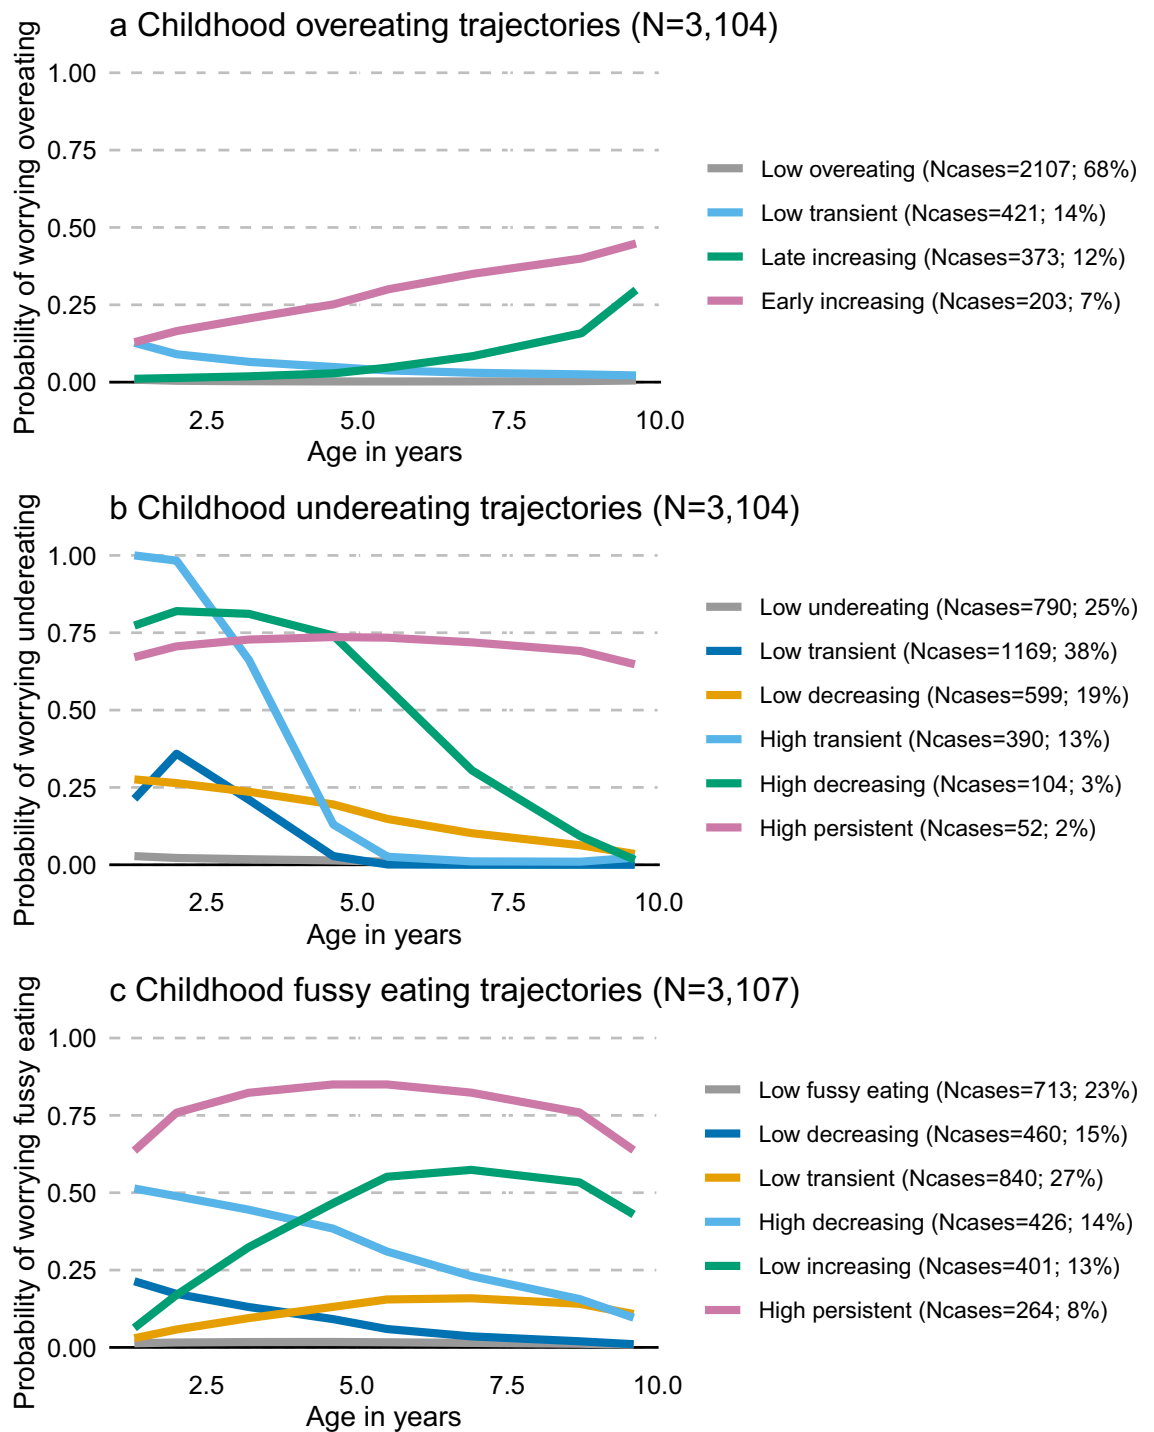 a Childhood overeating trajectories (N=3,104)
Probability of worrying overeating
1.00
0.75
0.50
0.25
0.00
2.5 5.0 7.5 10.0
Age in years
Low overeating (Ncases=2107; 68%)
Low transient (Ncases=421; 14%)
Late increasing (Ncases=373; 12%)
Early increasing (Ncases=203; 7%)
b Childhood undereating trajectories (N=3,104)
Probability of worrying undereating
1.00
0.75
0.50
0.25
0.00
2.5 5.0 7.5 10.0
Age in years
Low undereating (Ncases=790; 25%)
Low transient (Ncases=1169; 38%)
Low decreasing (Ncases=599; 19%)
High transient (Ncases=390; 13%)
High decreasing (Ncases=104; 3%)
High persistent (Ncases=52; 2%)
c Childhood fussy eating trajectories (N=3,107)
Probability of worrying fussy eating
1.00
0.75
0.50
0.25
0.00
2.5 5.0 7.5 10.0
Age in years
Low fussy eating (Ncases=713; 23%)
Low decreasing (Ncases=460; 15%)
Low transient (Ncases=840; 27%)
High decreasing (Ncases=426; 14%)
Low increasing (Ncases=401; 13%)
High persistent (Ncases=264; 8%)